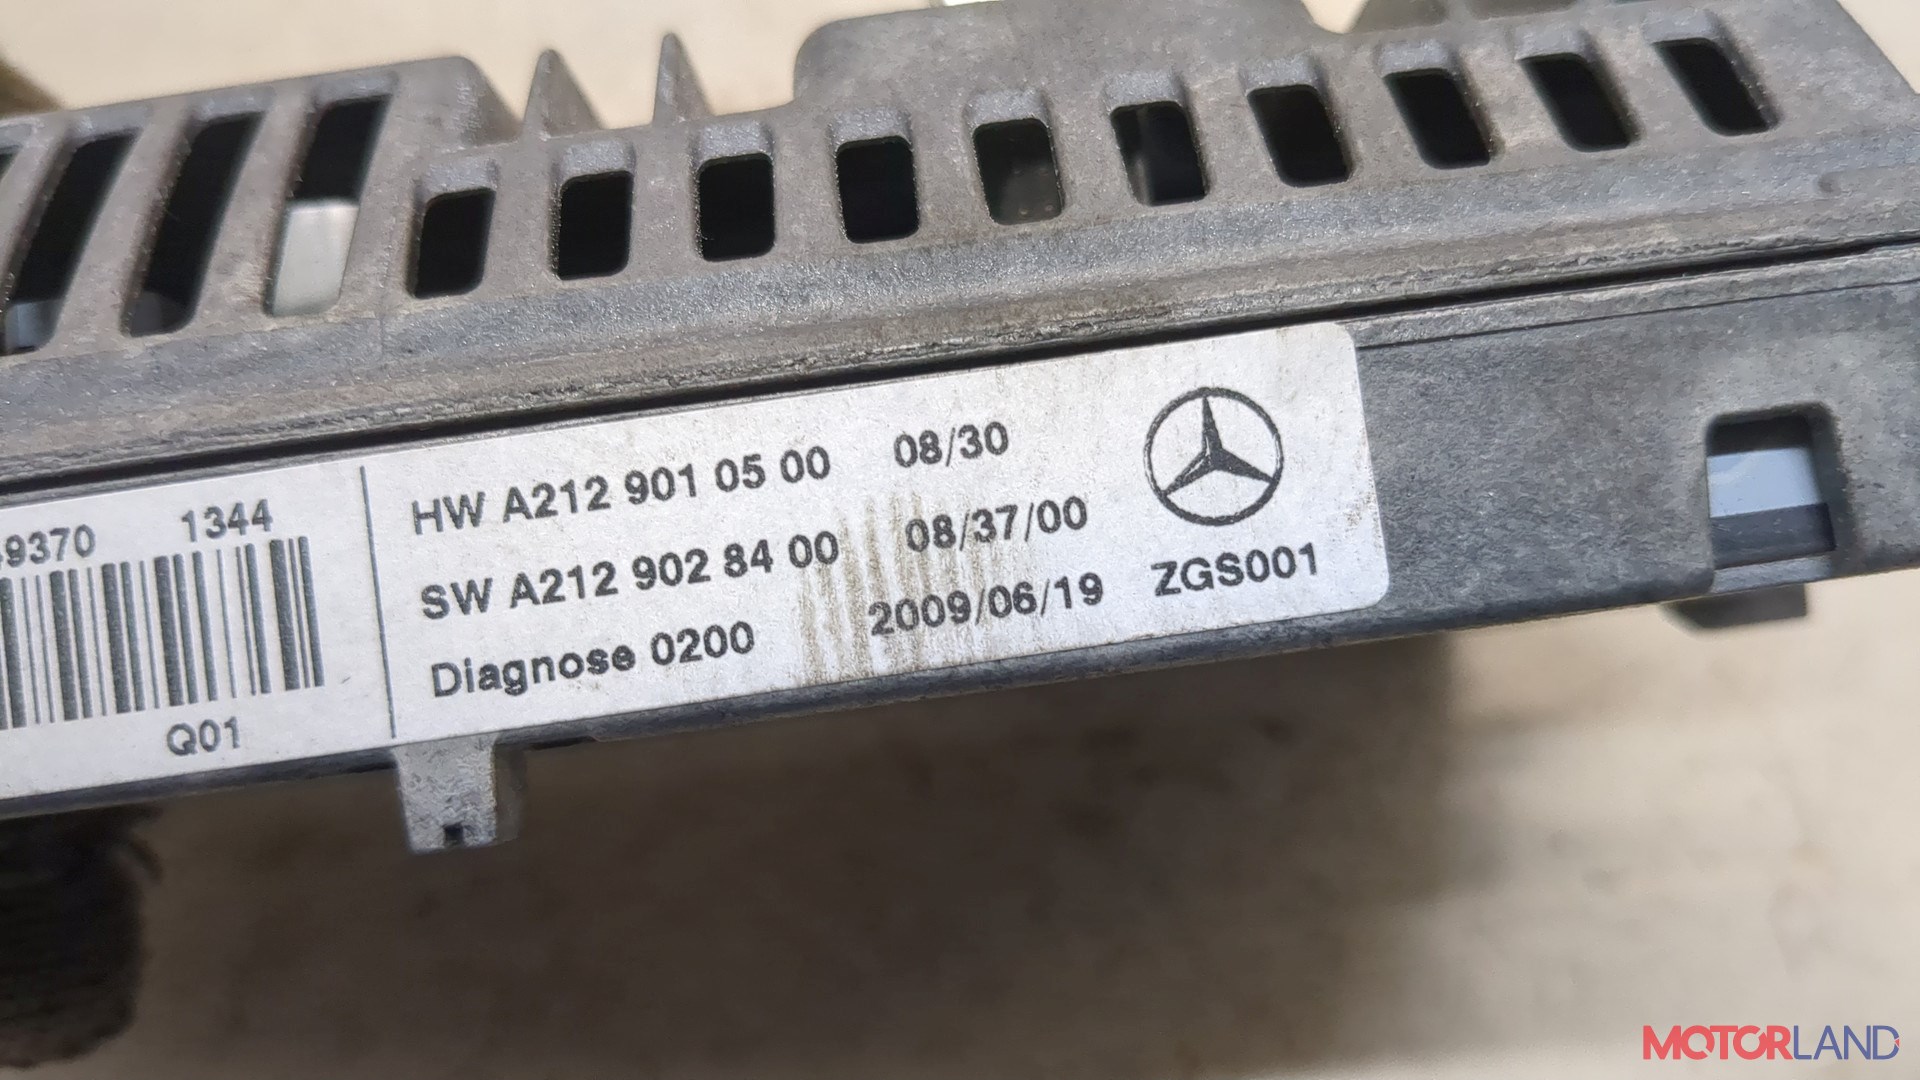 9370 1344
Q01
HW A212 901 05 00 08/30
SW A212 902 84 00 08/37/00
Diagnose 0200 2009/06/19 ZGS001
MOTORLAND